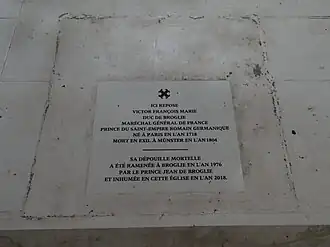 ICI REPOSE
VICTOR FRANÇOIS MARIE
DUC DE BROGLIE
MARÉCHAL GÉNÉRAL DE FRANCE
PRINCE DU SAINT-EMPIRE ROMAIN GERMANIQUE
NÉ À PARIS EN L'AN 1718
MORT EN EXIL À MÜNSTER EN L'AN 1804
SA DÉPOUILLE MORTELLE
A ÉTÉ RAMENÉE À BROGLIE EN L'AN 1976
PAR LE PRINCE JEAN DE BROGLIE
ET INHUMÉE EN CETTE ÉGLISE EN L'AN 2018.